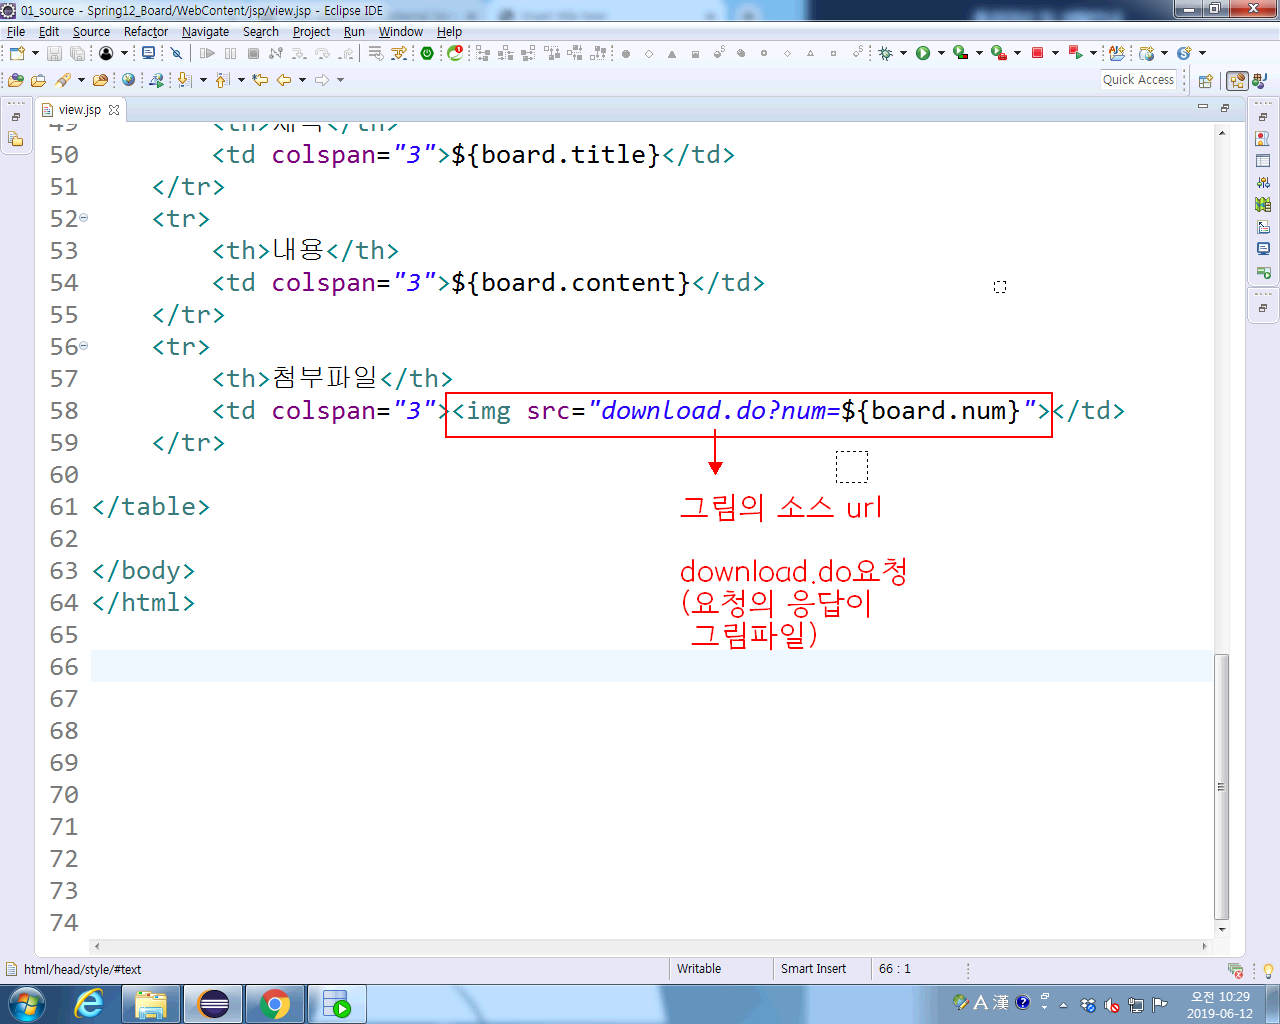 01_source - Spring12_Board/WebContent/jsp/view.jsp - Eclipse IDE
File Edit Source Refactor Navigate Search Project Run Window Help
Quick Access
view.jsp
49 <th>제목</th>
50 <td colspan="3">${board.title}</td>
51 </tr>
52 <tr>
53 <th>내용</th>
54 <td colspan="3">${board.content}</td>
55 </tr>
56 <tr>
57 <th>첨부파일</th>
58 <td colspan="3"><img src="download.do?num=${board.num}"></td>
59 </tr>
60
그림의 소스 url
61 </table>
62
download.do요청
63 </body>
(요청의 응답이
64 </html>
그림파일)
65
66
67
68
69
70
71
72
73
74
html/head/style/#text Writable Smart Insert 66 : 1
A 漢 오전 10:29
2019-06-12